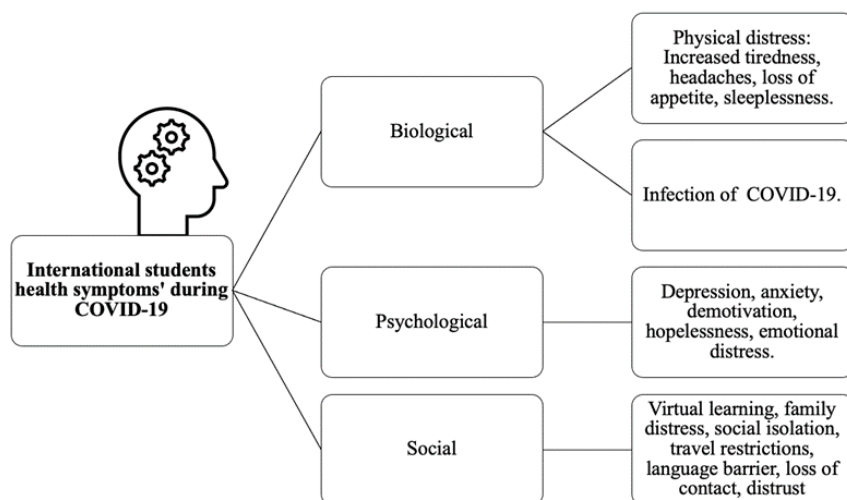 International students
health symptoms' during
COVID-19
Biological
Physical distress:
Increased tiredness,
headaches, loss of
appetite, sleeplessness.
Infection of COVID-19.
Psychological
Depression, anxiety,
demotivation,
hopelessness, emotional
distress.
Social
Virtual learning, family
distress, social isolation,
travel restrictions,
language barrier, loss of
contact, distrust